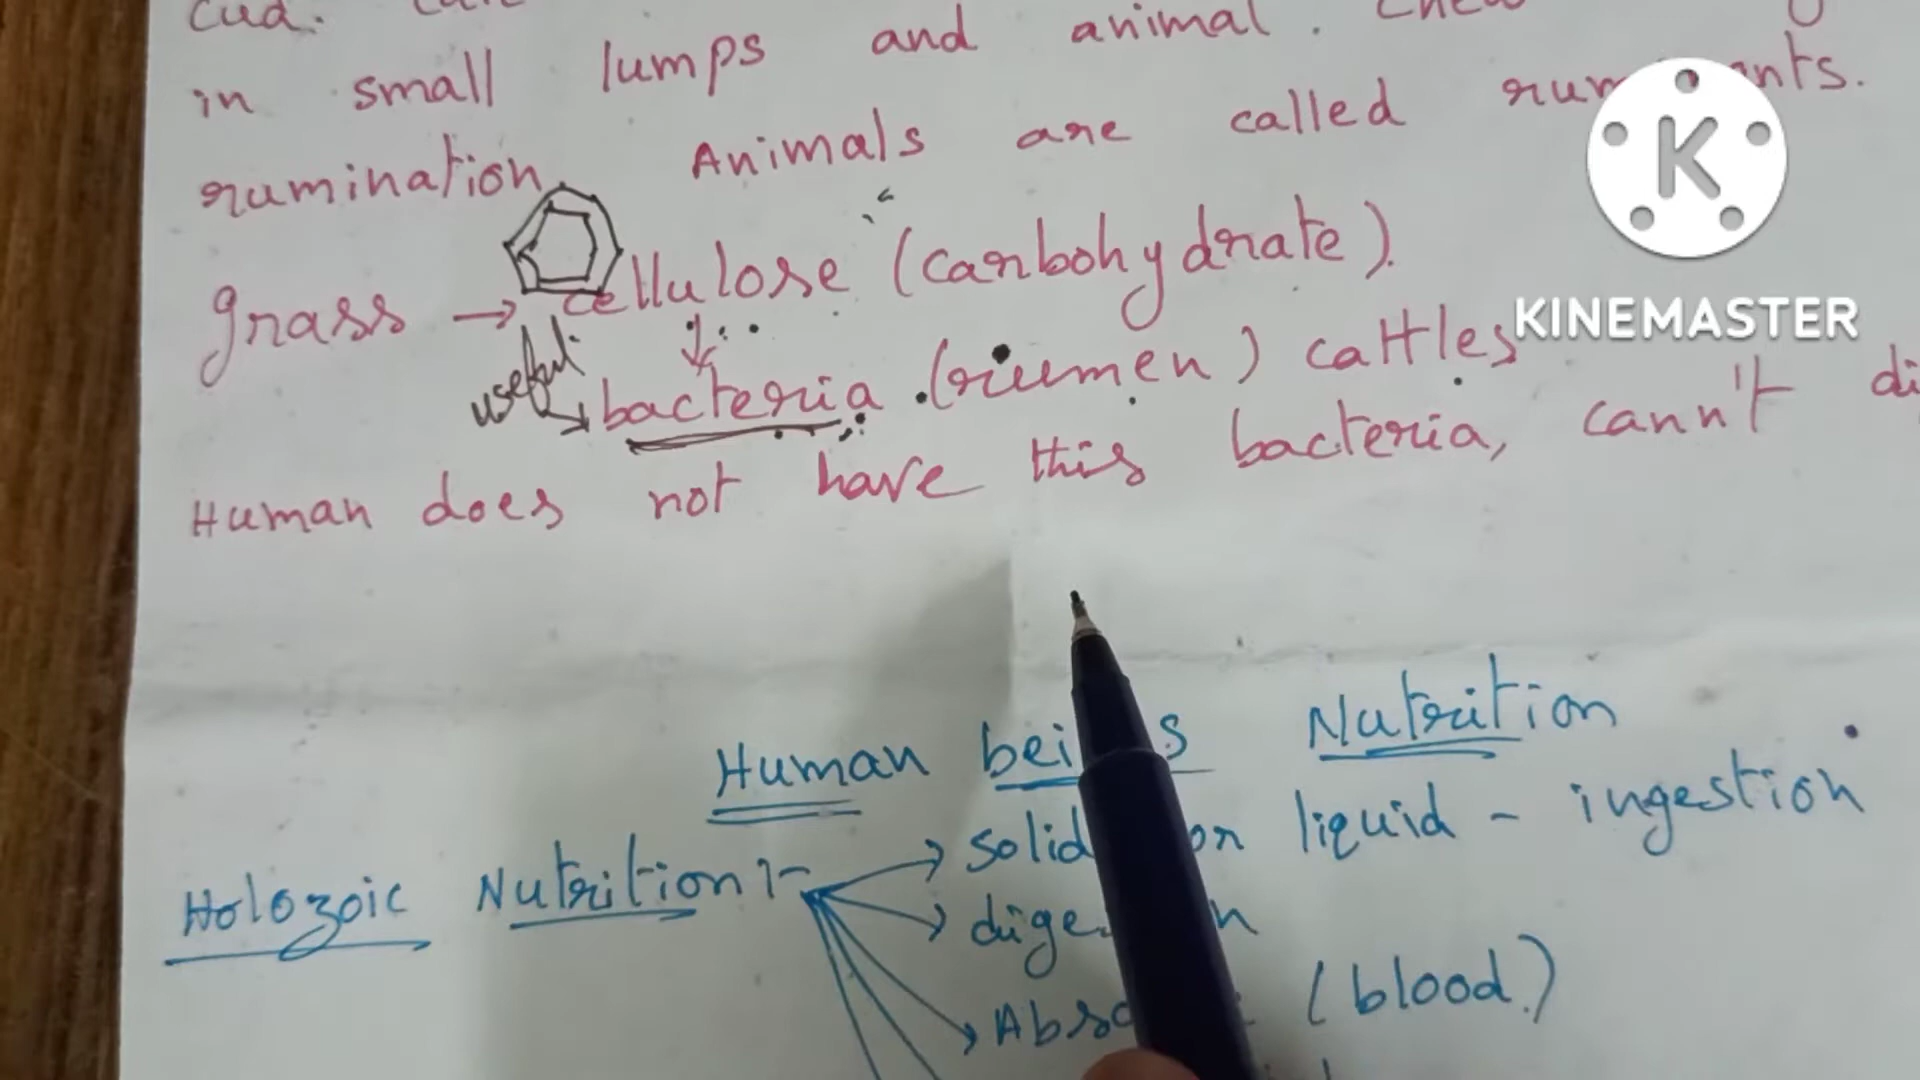 cud.
in small lumps and animal.
rumination. Animals are called
grass → cellulose (carbohydrate).
useful
bacteria (rumen) cattles
Human does not have this bacteria, cann't
Human Nutrition
Holozoic Nutrition :- solid liquid - ingestion
(blood)
K
KINEMASTER